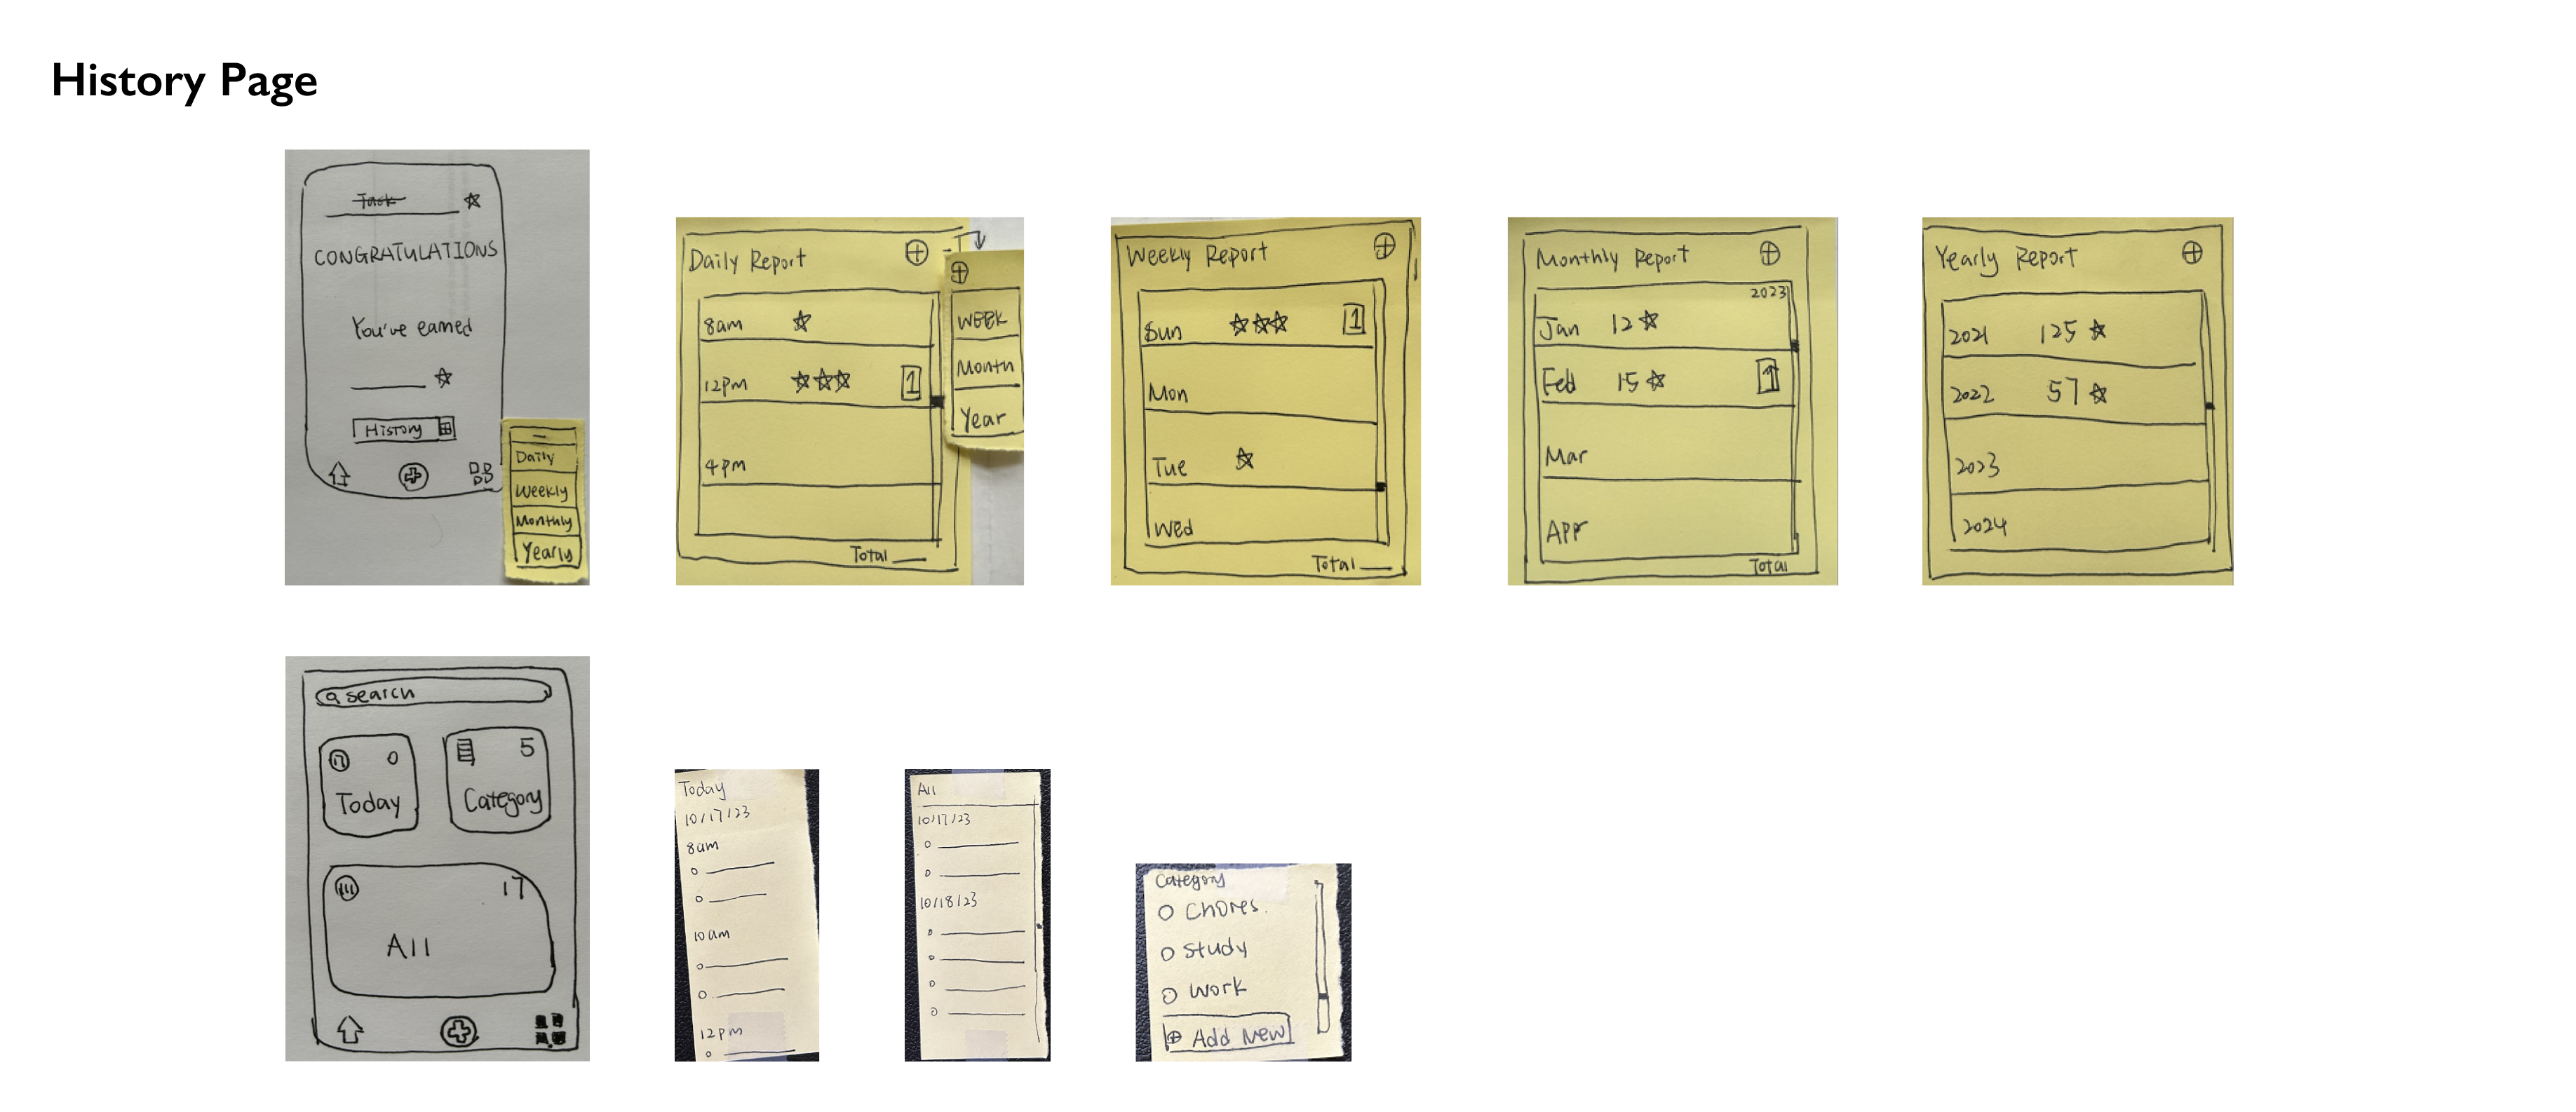 History Page
Task
CONGRATULATIONS
You've earned
History
Daily
Weekly
Monthly
Yearly
Daily Report
8am
12pm 1
4pm
Total
WEEK
Month
Year
Weekly Report
Sun 1
Mon
Tue
Wed
Total
Monthly Report
2023
Jan 12
Feb 15 1
Mar
Apr
Total
Yearly Report
2021 125
2022 57
2023
2024
search
17 0
Today
5
Category
17
All
Today
10/17/23
8am
10am
12pm
All
10/17/23
10/18/23
Category
Chores.
Study
Work
Add New